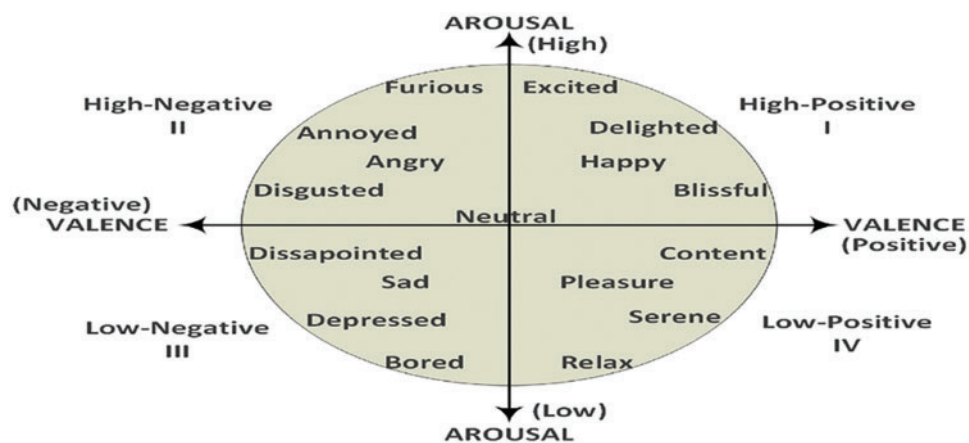 AROUSAL
(High)
Furious
Excited
High-Negative
II
High-Positive
I
Annoyed
Delighted
Angry
Happy
Disgusted
Blissful
(Negative)
VALENCE
Neutral
VALENCE
(Positive)
Dissapointed
Content
Sad
Pleasure
Depressed
Serene
Low-Negative
III
Low-Positive
IV
Bored
Relax
(Low)
AROUSAL